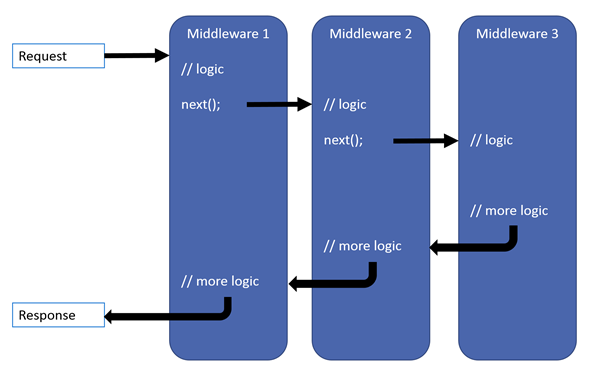 Middleware 1
Middleware 2
Middleware 3
Request
// logic
next();
// logic
next();
// logic
// more logic
// more logic
// more logic
Response